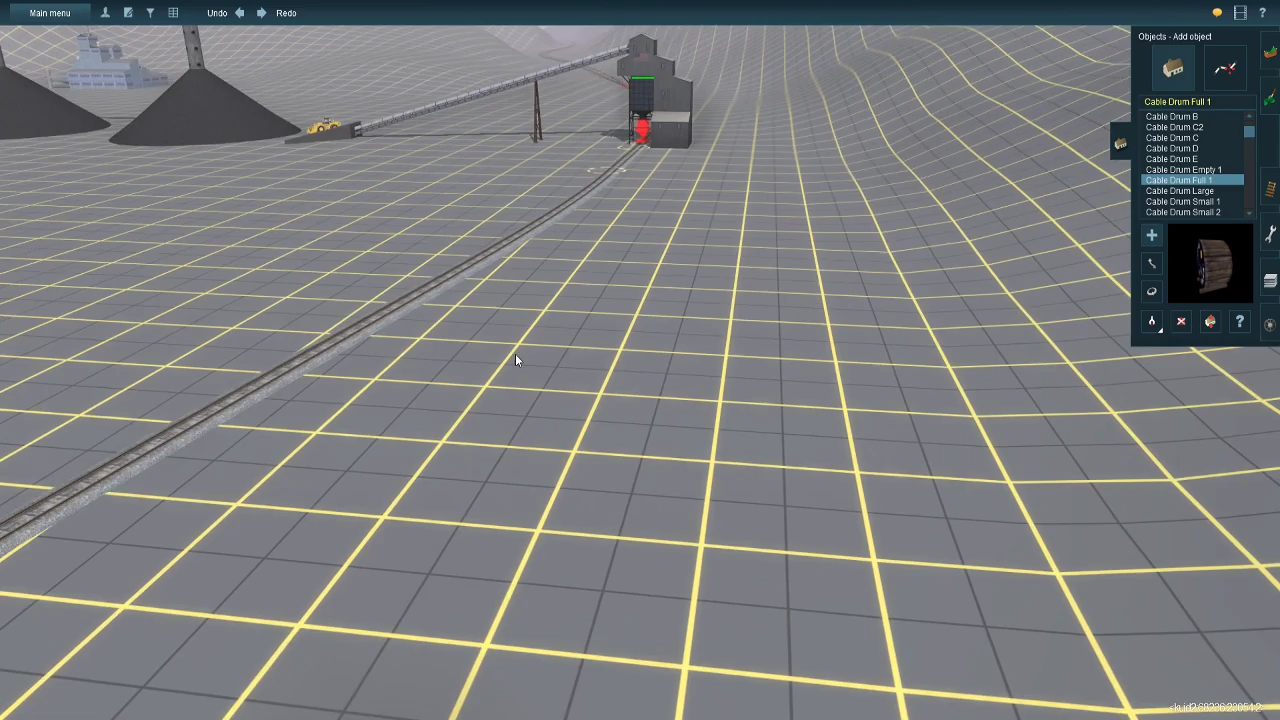 Main menu
Undo
Redo
Objects - Add object
Cable Drum Full 1
Cable Drum B
Cable Drum C2
Cable Drum C
Cable Drum D
Cable Drum E
Cable Drum Empty 1
Cable Drum Full 1
Cable Drum Large
Cable Drum Small 1
Cable Drum Small 2